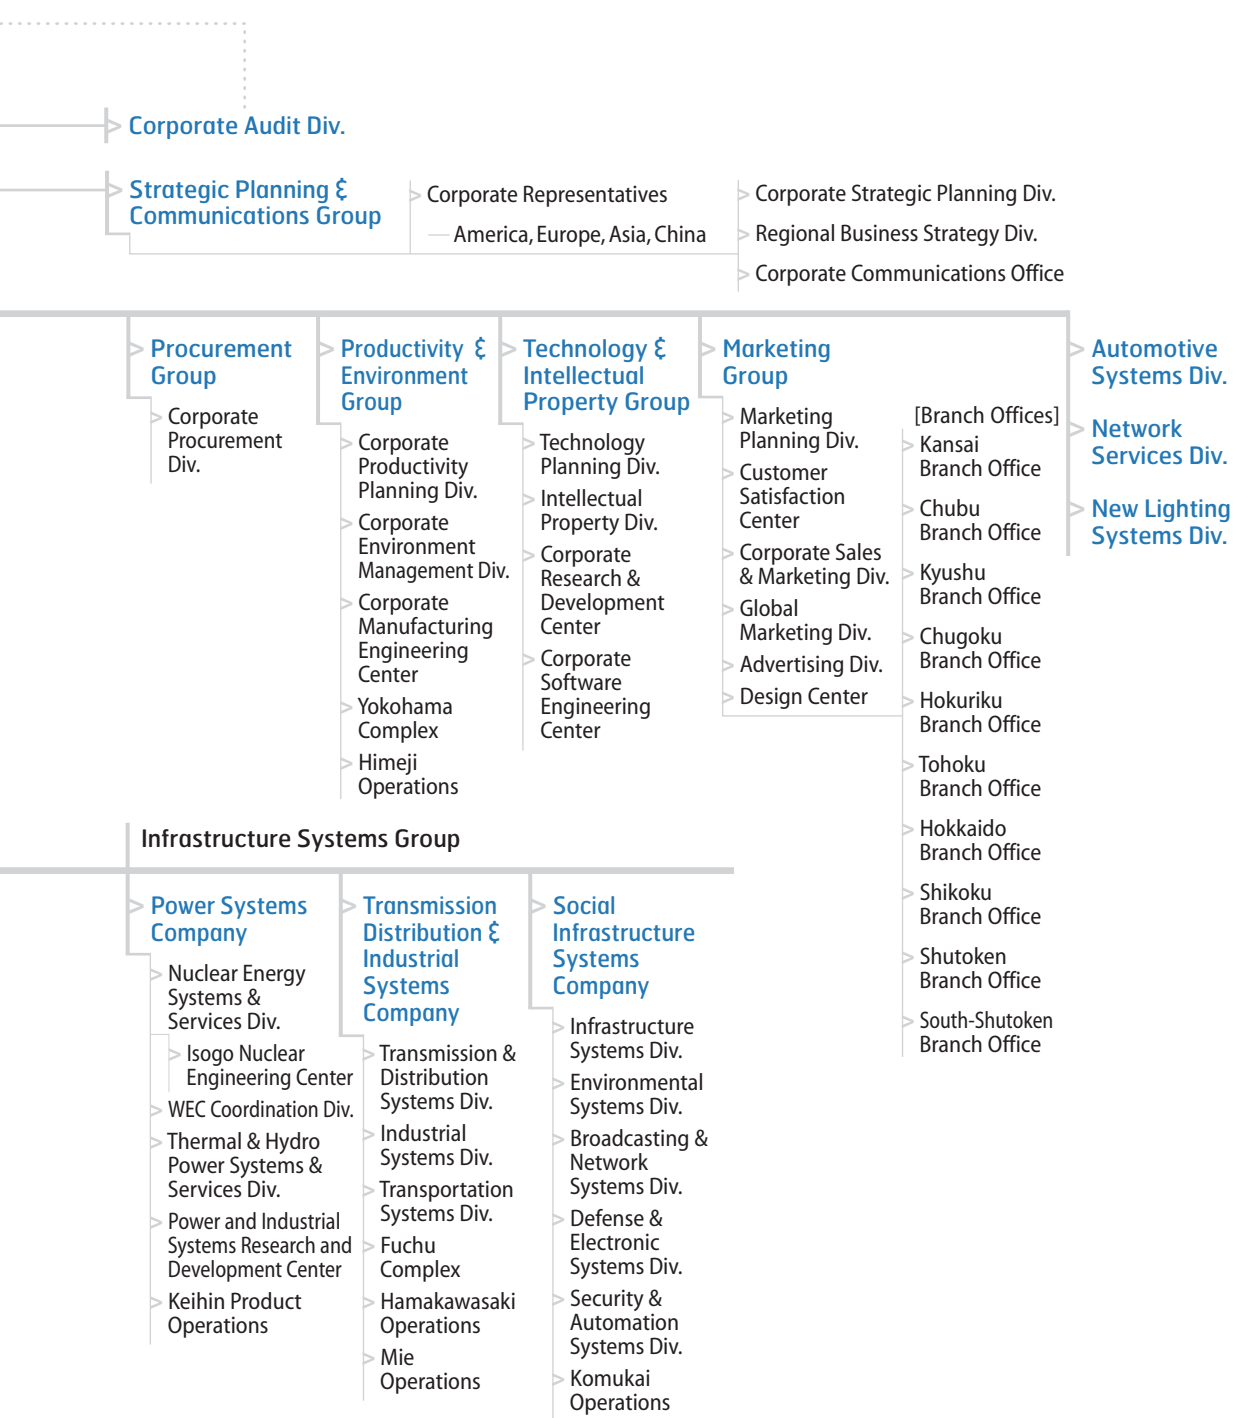 Corporate Audit Div.
Strategic Planning &
Communications Group
Corporate Representatives
America, Europe, Asia, China
Corporate Strategic Planning Div.
Regional Business Strategy Div.
Corporate Communications Office
Procurement
Group
Corporate
Procurement
Div.
Productivity &
Environment
Group
Corporate
Productivity
Planning Div.
Corporate
Environment
Management Div.
Corporate
Manufacturing
Engineering
Center
Yokohama
Complex
Himeji
Operations
Technology &
Intellectual
Property Group
Technology
Planning Div.
Intellectual
Property Div.
Corporate
Research &
Development
Center
Corporate
Software
Engineering
Center
Marketing
Group
Marketing
Planning Div.
Customer
Satisfaction
Center
Corporate Sales
& Marketing Div.
Global
Marketing Div.
Advertising Div.
Design Center
[Branch Offices]
Kansai
Branch Office
Chubu
Branch Office
Kyushu
Branch Office
Chugoku
Branch Office
Hokuriku
Branch Office
Tohoku
Branch Office
Hokkaido
Branch Office
Shikoku
Branch Office
Shutoken
Branch Office
South-Shutoken
Branch Office
Automotive
Systems Div.
Network
Services Div.
New Lighting
Systems Div.
Infrastructure Systems Group
Power Systems
Company
Nuclear Energy
Systems &
Services Div.
Isogo Nuclear
Engineering Center
WEC Coordination Div.
Thermal & Hydro
Power Systems &
Services Div.
Power and Industrial
Systems Research and
Development Center
Keihin Product
Operations
Transmission
Distribution &
Industrial
Systems
Company
Transmission &
Distribution
Systems Div.
Industrial
Systems Div.
Transportation
Systems Div.
Fuchu
Complex
Hamakawasaki
Operations
Mie
Operations
Social
Infrastructure
Systems
Company
Infrastructure
Systems Div.
Environmental
Systems Div.
Broadcasting &
Network
Systems Div.
Defense &
Electronic
Systems Div.
Security &
Automation
Systems Div.
Komukai
Operations